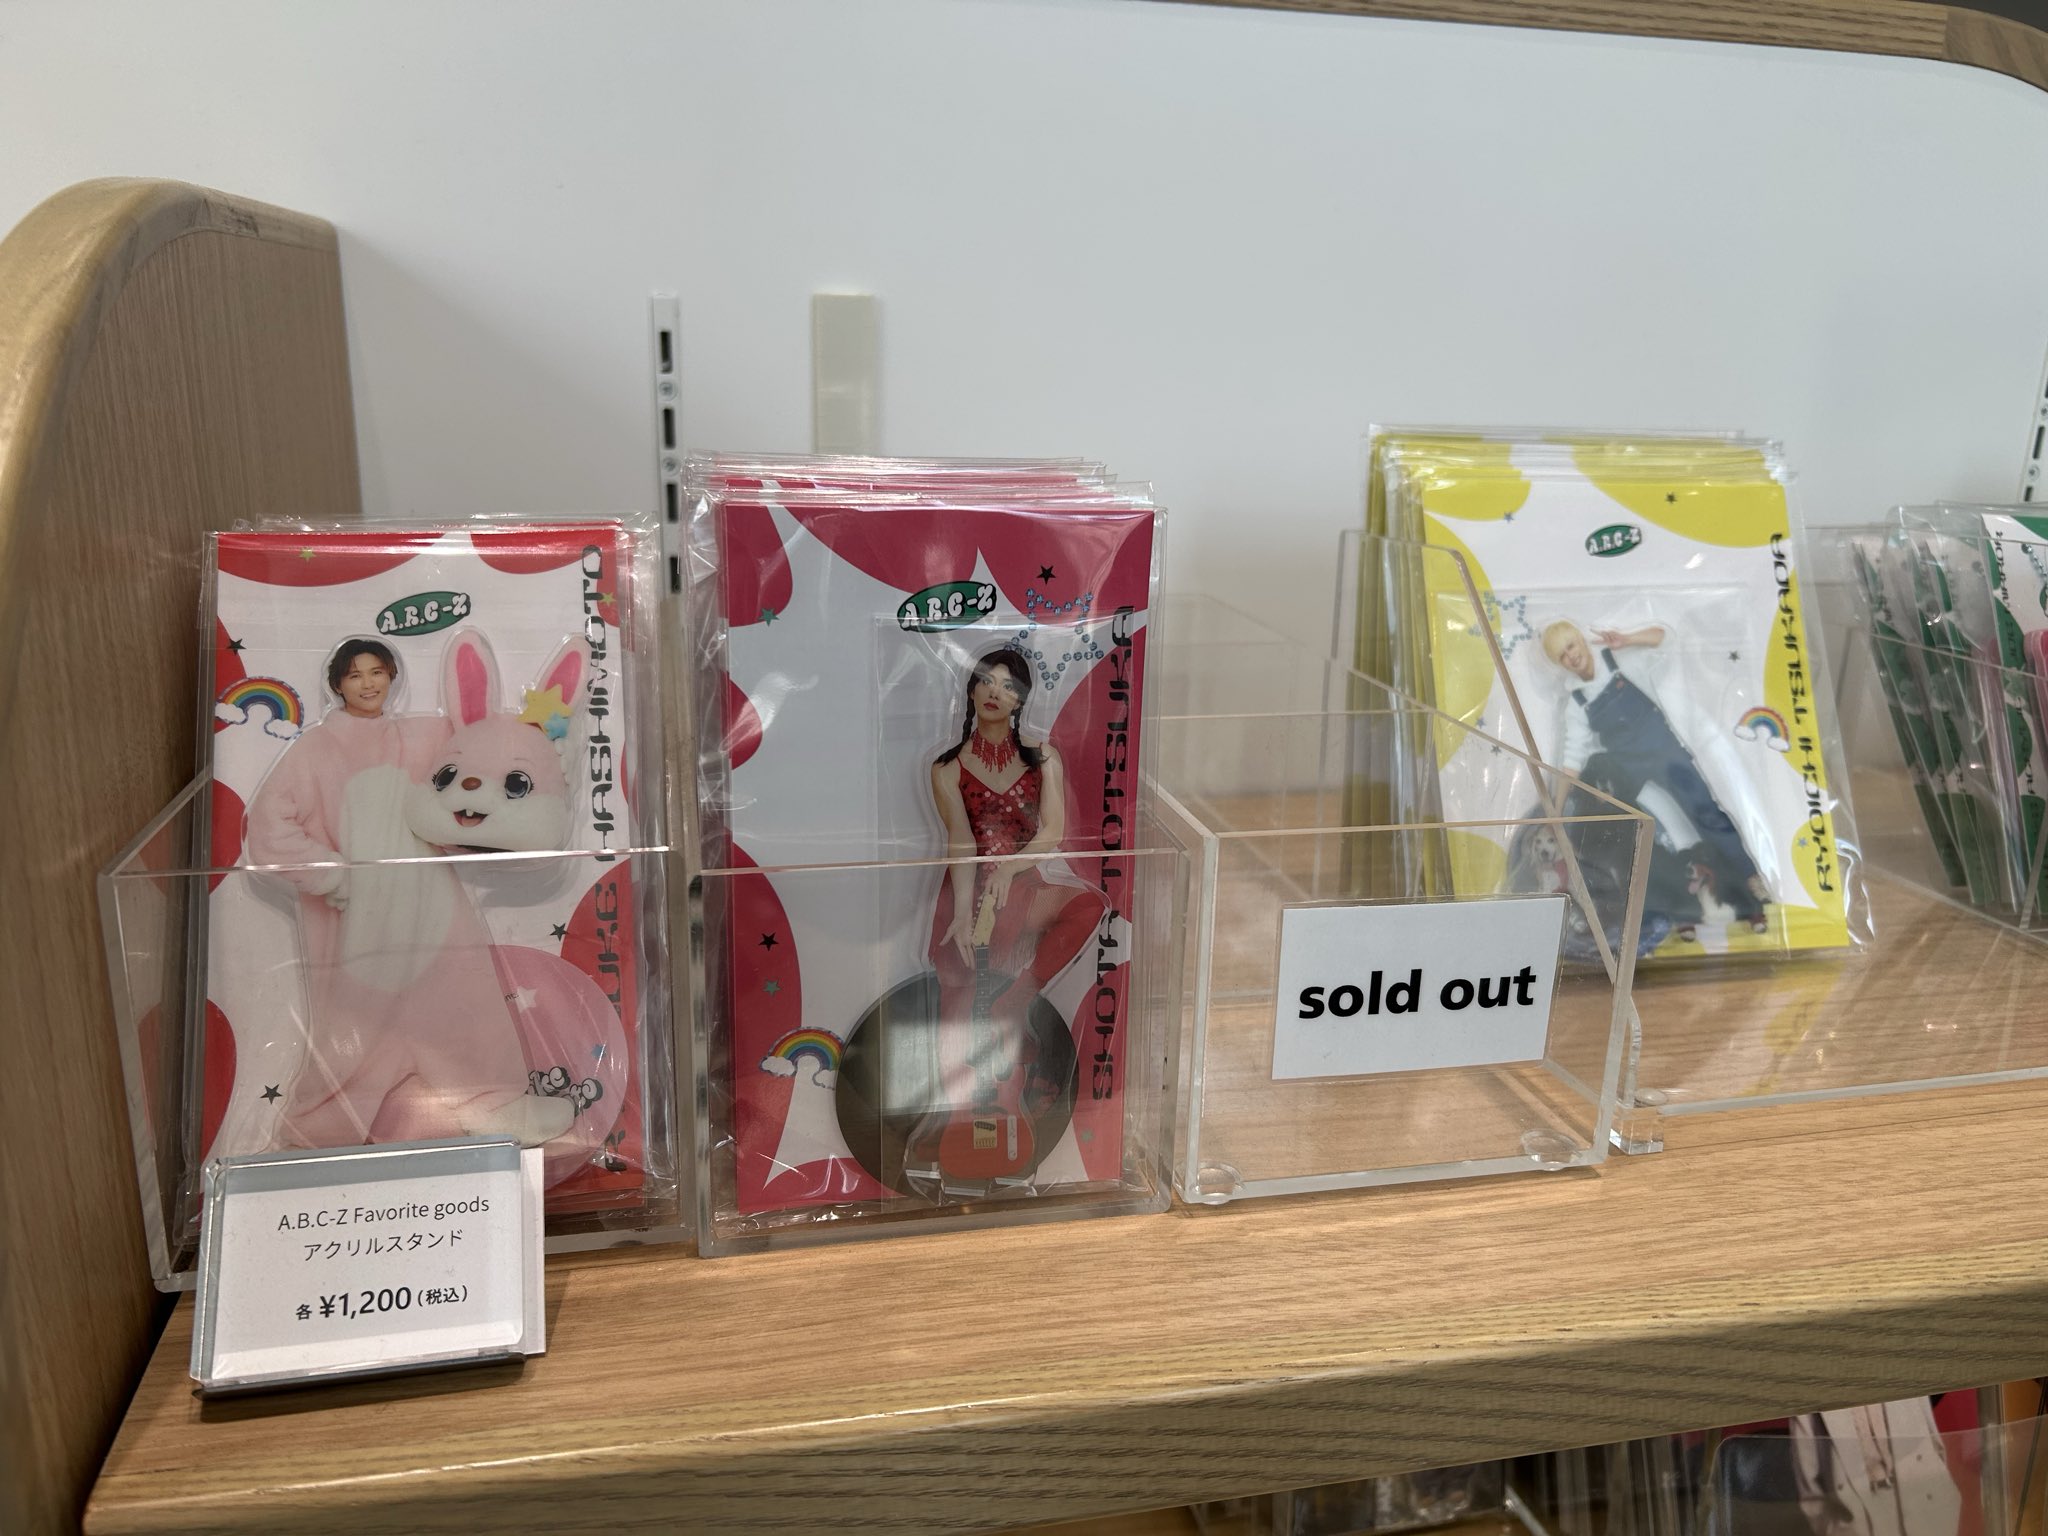 A.B.C-Z
RYOSUKE HASHIMOTO
A.B.C-Z
SHOTA TOTSUKA
sold out
A.B.C-Z
RYOICHI TSUKADA
A.B.C-Z Favorite goods
アクリルスタンド
各 ¥1,200 (税込)